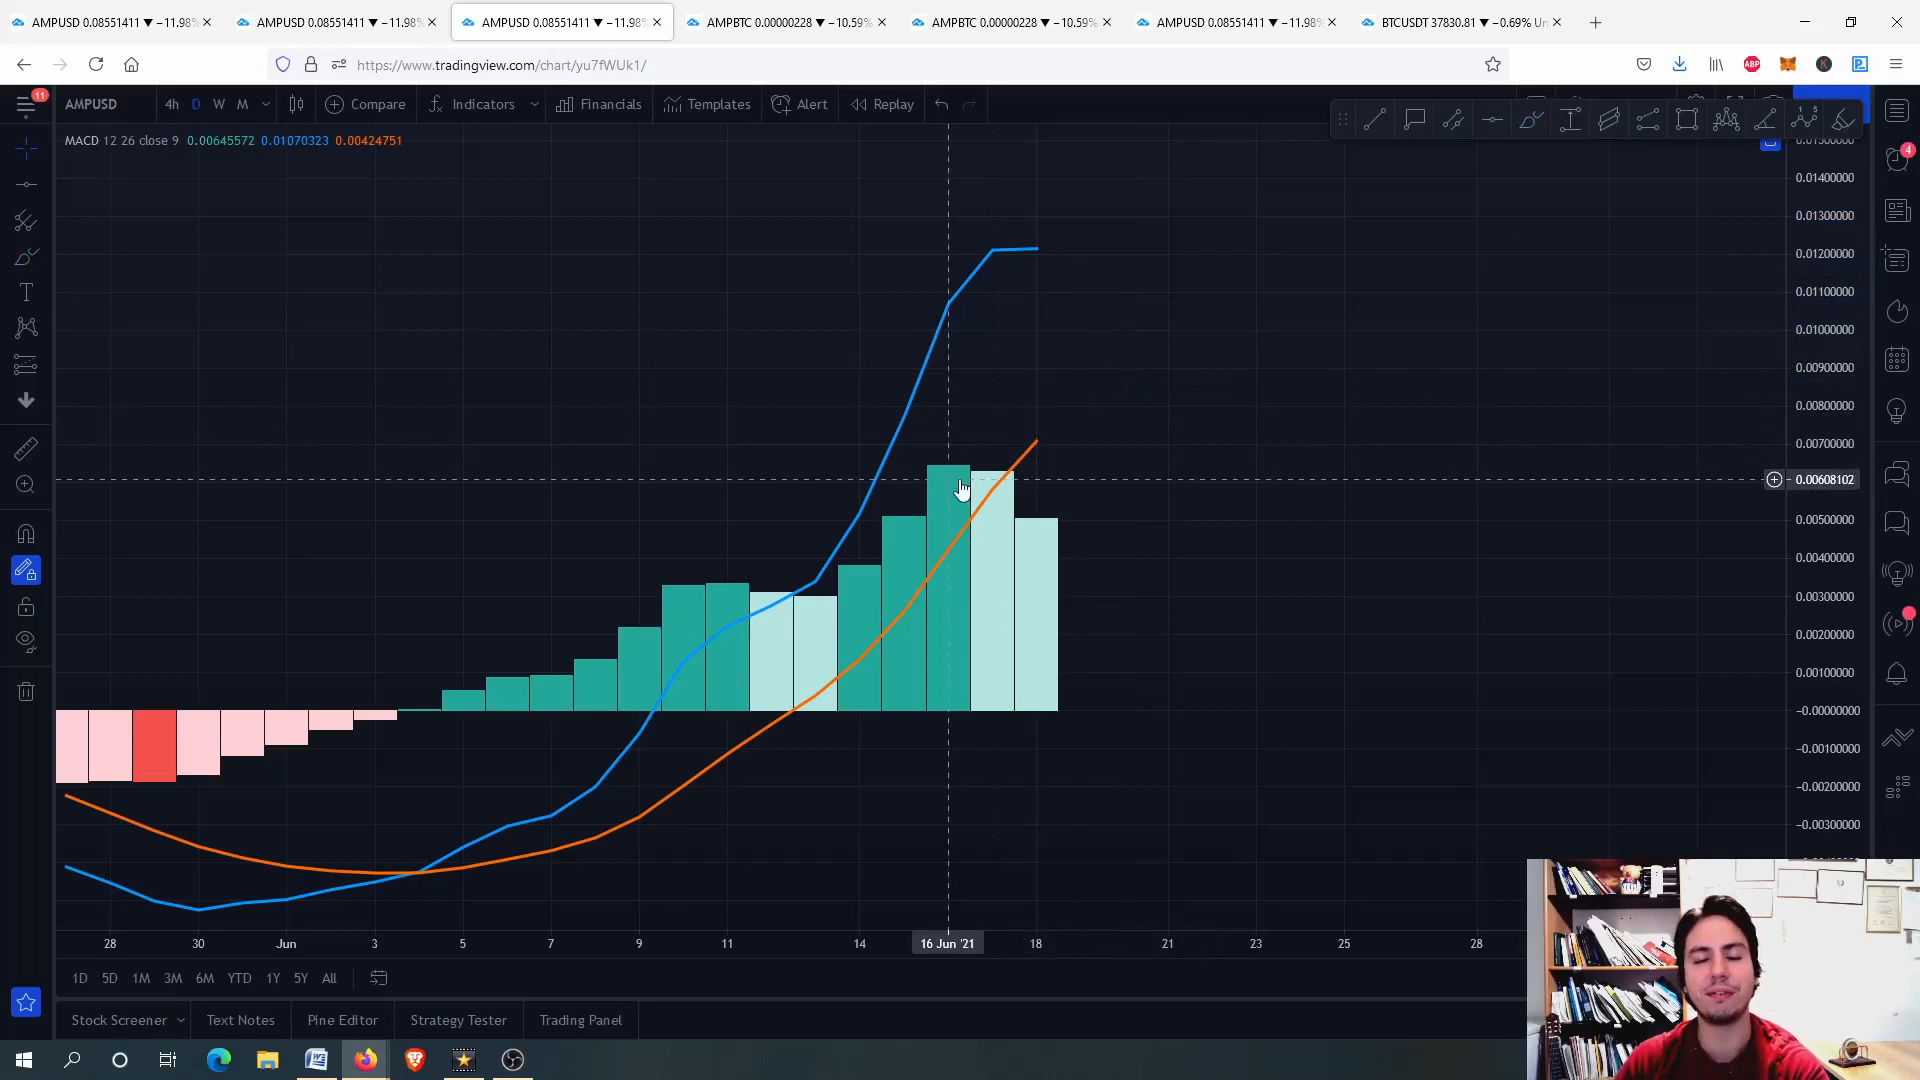 AMPUSD 0.08551411 ▼ −11.98%
AMPUSD 0.08551411 ▼ −11.98%
AMPUSD 0.08551411 ▼ −11.98%
AMPBTC 0.00000228 ▼ −10.59%
AMPBTC 0.00000228 ▼ −10.59%
AMPUSD 0.08551411 ▼ −11.98%
BTCUSDT 37830.81 ▼ −0.69% Un
https://www.tradingview.com/chart/yu7fWUk1/
ABP
K
11
AMPUSD
4h
D
W
M
Compare
Indicators
Financials
Templates
Alert
Replay
MACD 12 26 close 9 0.00645572 0.01070323 0.00424751
4
0.01400000
0.01300000
0.01200000
0.01100000
0.01000000
0.00900000
0.00800000
0.00700000
0.00608102
0.00500000
0.00400000
0.00300000
0.00200000
0.00100000
−0.00000000
−0.00100000
−0.00200000
−0.00300000
28
30
Jun
3
5
7
9
11
14
16 Jun '21
18
21
23
25
28
1D 5D 1M 3M 6M YTD 1Y 5Y All
Stock Screener
Text Notes
Pine Editor
Strategy Tester
Trading Panel